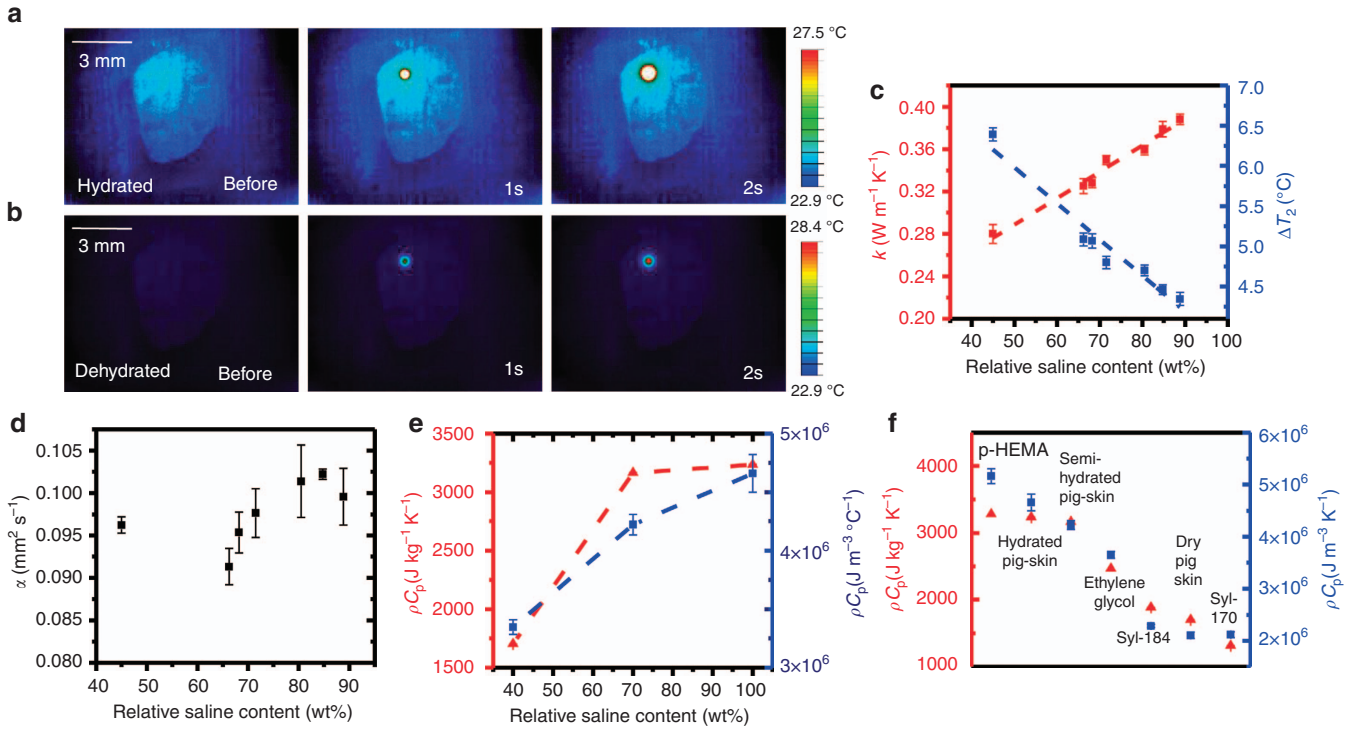 a
3 mm
Hydrated
Before
1s
2s
27.5 °C
22.9 °C
b
3 mm
Dehydrated
Before
1s
2s
28.4 °C
22.9 °C
c
k (W m⁻¹ K⁻¹)
0.40
0.36
0.32
0.28
0.24
0.20
7.0
6.5
6.0
5.5
5.0
4.5
ΔT₂ (°C)
40 50 60 70 80 90 100
Relative saline content (wt%)
d
α (mm² s⁻¹)
0.105
0.100
0.095
0.090
0.085
0.080
40 50 60 70 80 90
Relative saline content (wt%)
e
ρCₚ(J kg⁻¹ K⁻¹)
3500
3000
2500
2000
1750
1500
5×10⁶
4×10⁶
3×10⁶
ρCₚ(J m⁻³ °C⁻¹)
40 50 60 70 80 90 100
Relative saline content (wt%)
f
ρCₚ(J kg⁻¹ K⁻¹)
4000
3000
2000
1000
p-HEMA
Semi-
hydrated
pig-skin
Hydrated
pig-skin
Ethylene
glycol
Syl-184
Dry
pig
skin
Syl-
170
6×10⁶
5×10⁶
4×10⁶
3×10⁶
2×10⁶
ρCₚ(J m⁻³ K⁻¹)